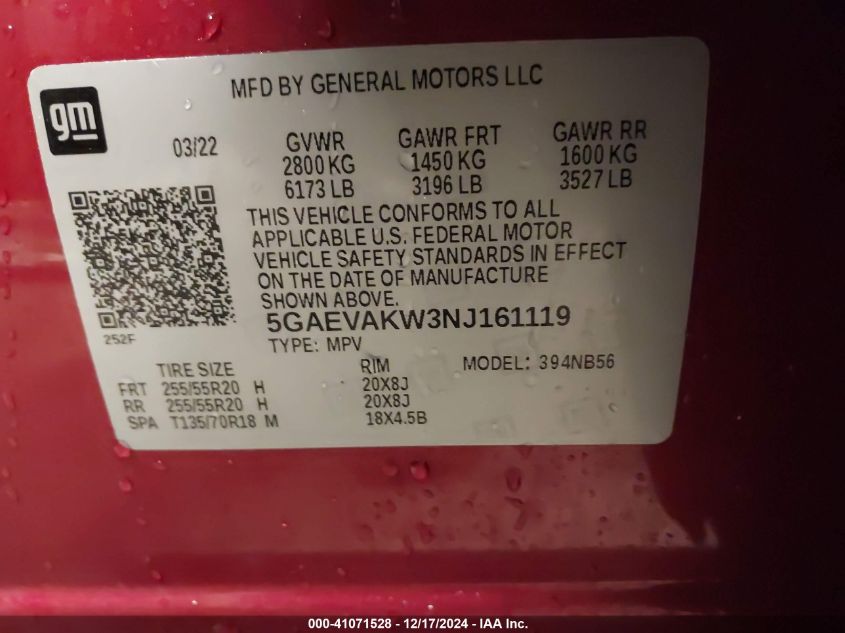 MFD BY GENERAL MOTORS LLC
gm
03/22 GVWR GAWR FRT GAWR RR
2800 KG 1450 KG 1600 KG
6173 LB 3196 LB 3527 LB
THIS VEHICLE CONFORMS TO ALL
APPLICABLE U.S. FEDERAL MOTOR
VEHICLE SAFETY STANDARDS IN EFFECT
ON THE DATE OF MANUFACTURE
SHOWN ABOVE.
5GAEVAKW3NJ161119
252F
TYPE: MPV
TIRE SIZE RIM MODEL: 394NB56
FRT 255/55R20 H 20X8J
RR 255/55R20 H 20X8J
SPA T135/70R18 M 18X4.5B
000-41071528 - 12/17/2024 - IAA Inc.